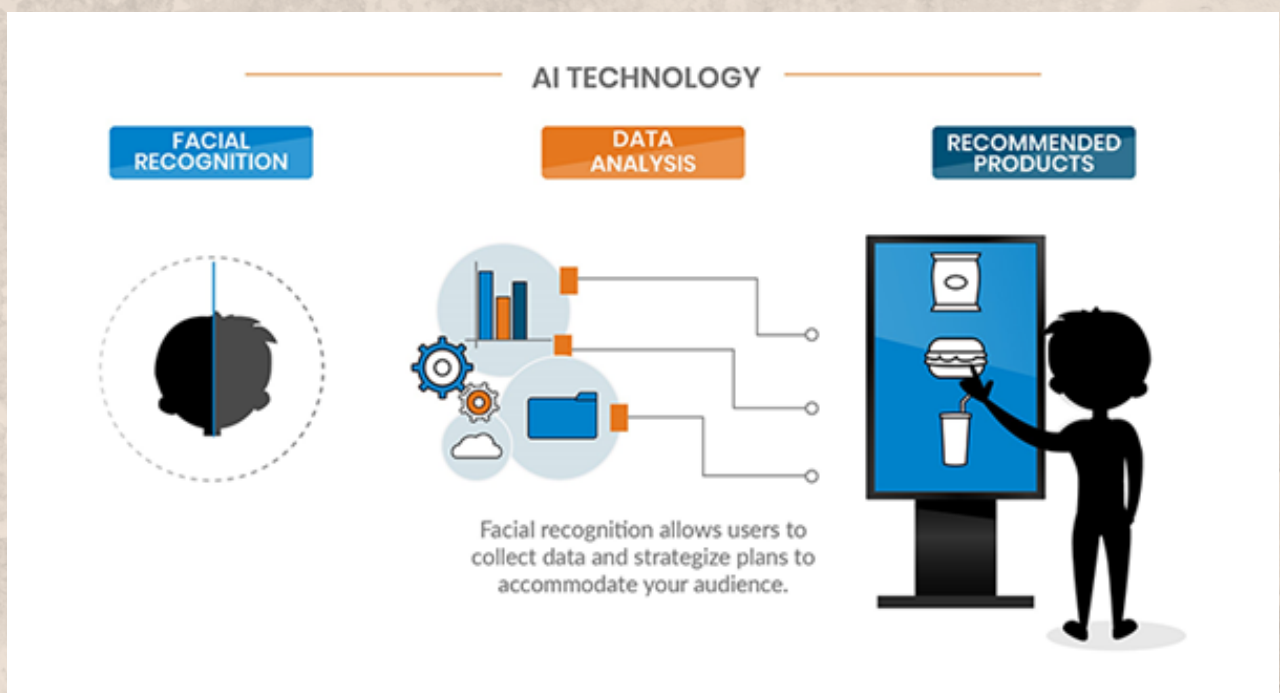 AI TECHNOLOGY
FACIAL
RECOGNITION
DATA
ANALYSIS
RECOMMENDED
PRODUCTS
Facial recognition allows users to
collect data and strategize plans to
accommodate your audience.